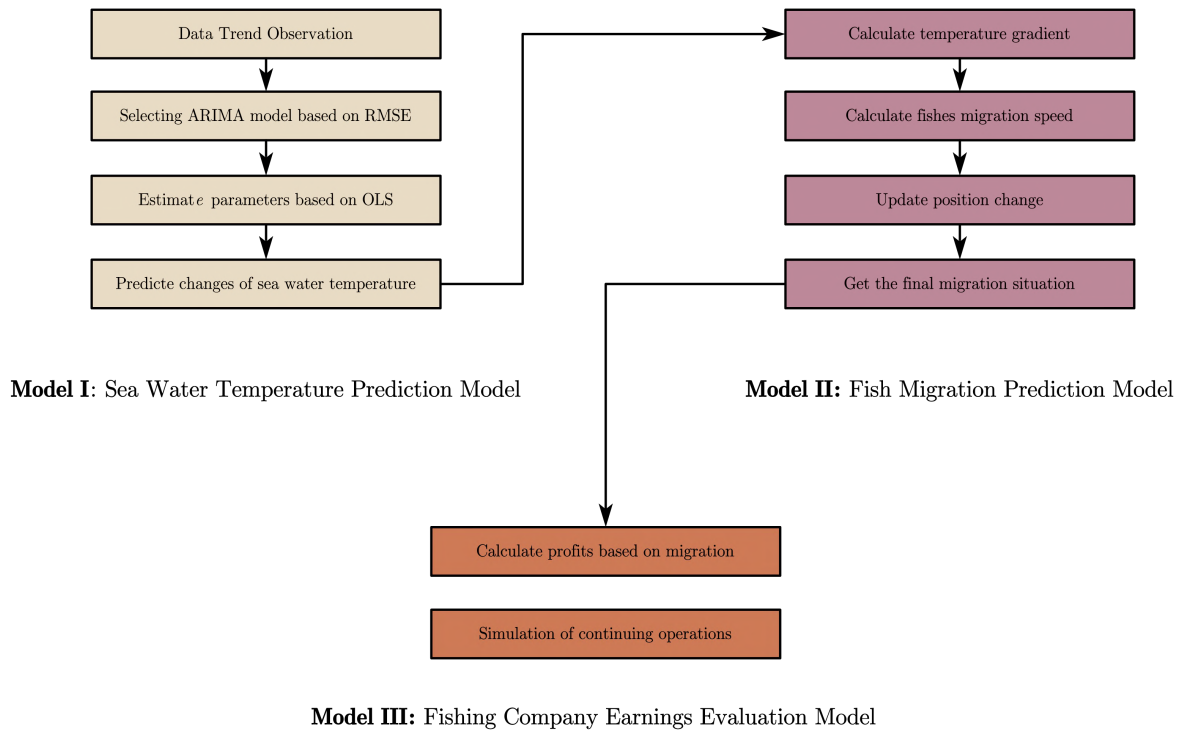 Data Trend Observation
Selecting ARIMA model based on RMSE
Estimate parameters based on OLS
Predicte changes of sea water temperature
Model I: Sea Water Temperature Prediction Model
Calculate temperature gradient
Calculate fishes migration speed
Update position change
Get the final migration situation
Model II: Fish Migration Prediction Model
Calculate profits based on migration
Simulation of continuing operations
Model III: Fishing Company Earnings Evaluation Model